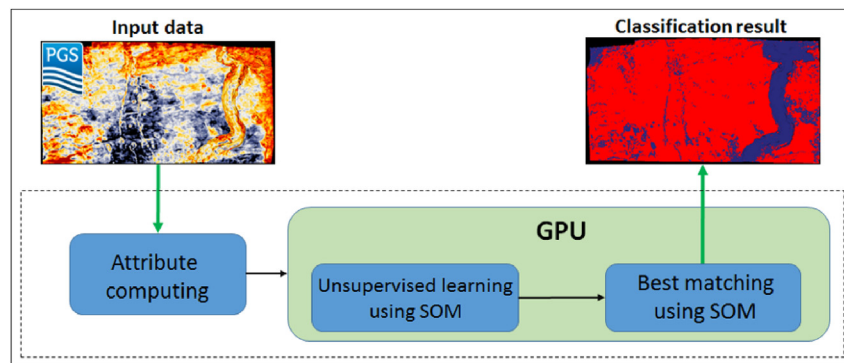 Input data
Classification result
PGS
GPU
Attribute
computing
Unsupervised learning
using SOM
Best matching
using SOM